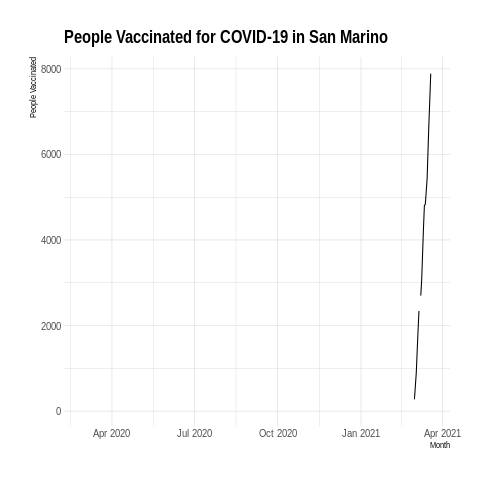 People Vaccinated for COVID-19 in San Marino
People Vaccinated
8000
6000
4000
2000
0
Apr 2020 Jul 2020 Oct 2020 Jan 2021 Apr 2021
Month